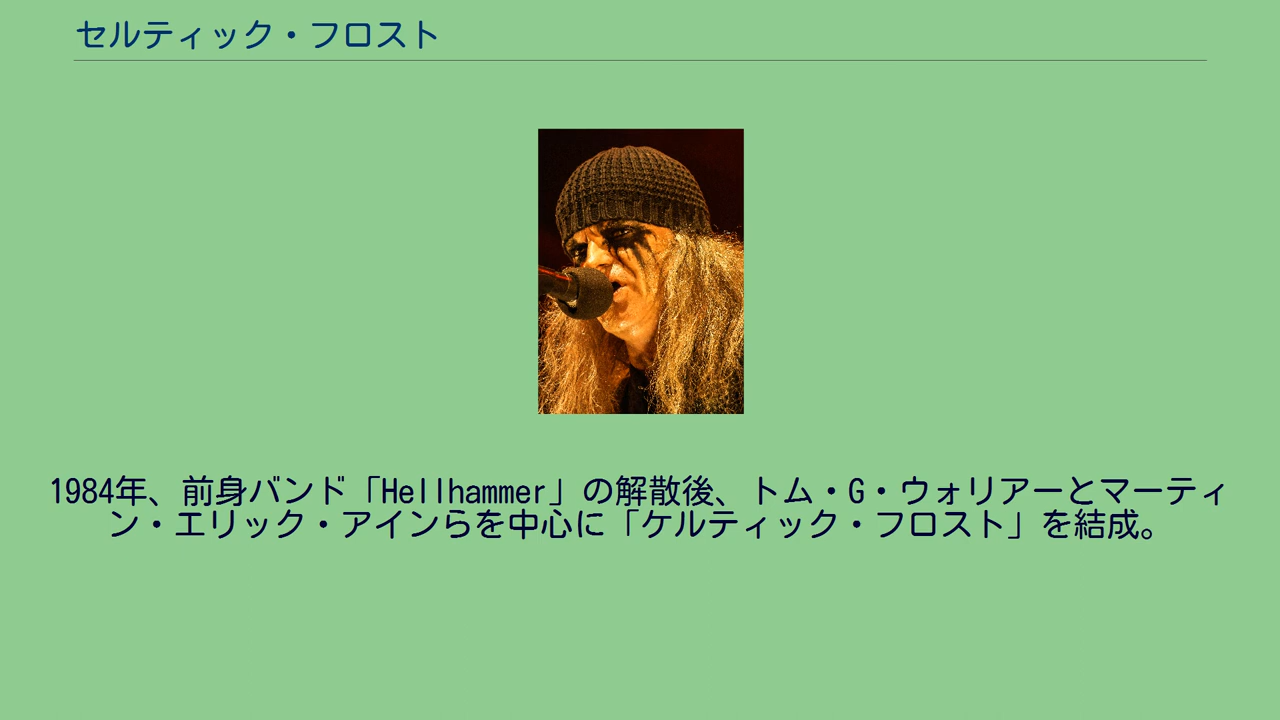 セルティック・フロスト
1984年、前身バンド「Hellhammer」の解散後、トム・G・ウォリアーとマーティ
ン・エリック・アインらを中心に「ケルティック・フロスト」を結成。